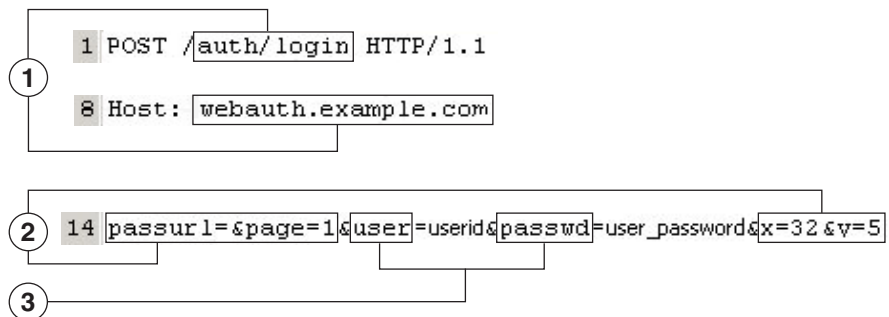 1 POST /auth/login HTTP/1.1
1
8 Host: webauth.example.com
2 14 passurl=&page=1&user=userid&passwd=user_password&x=32&y=5
3